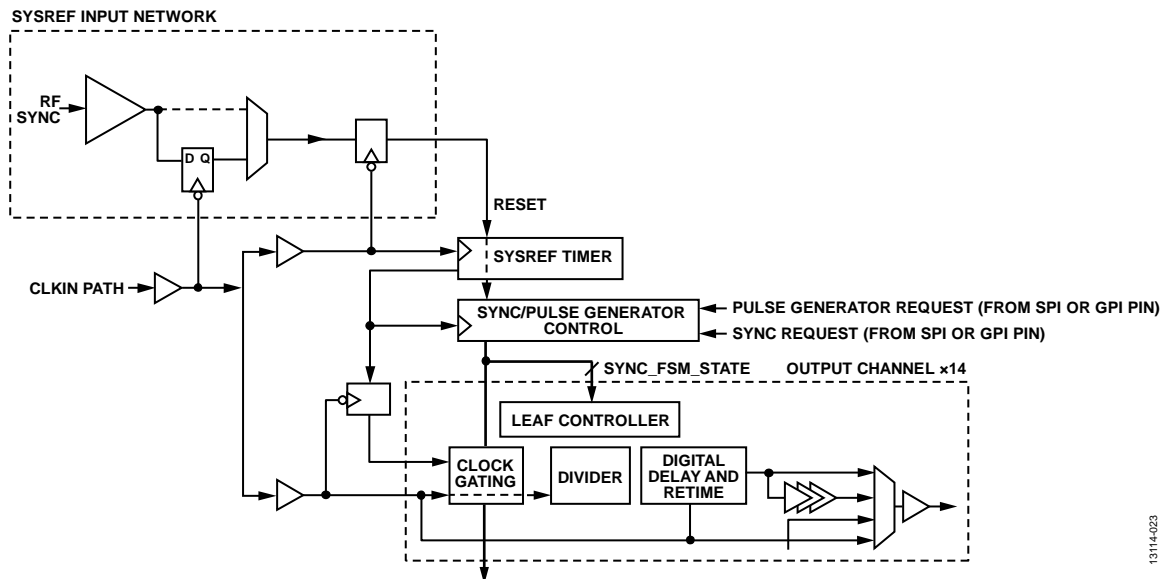 SYSREF INPUT NETWORK
RF
SYNC
D Q
RESET
SYSREF TIMER
CLKIN PATH
SYNC/PULSE GENERATOR
CONTROL
PULSE GENERATOR REQUEST (FROM SPI OR GPI PIN)
SYNC REQUEST (FROM SPI OR GPI PIN)
SYNC_FSM_STATE
OUTPUT CHANNEL ×14
LEAF CONTROLLER
CLOCK
GATING
DIVIDER
DIGITAL
DELAY AND
RETIME
13114-023